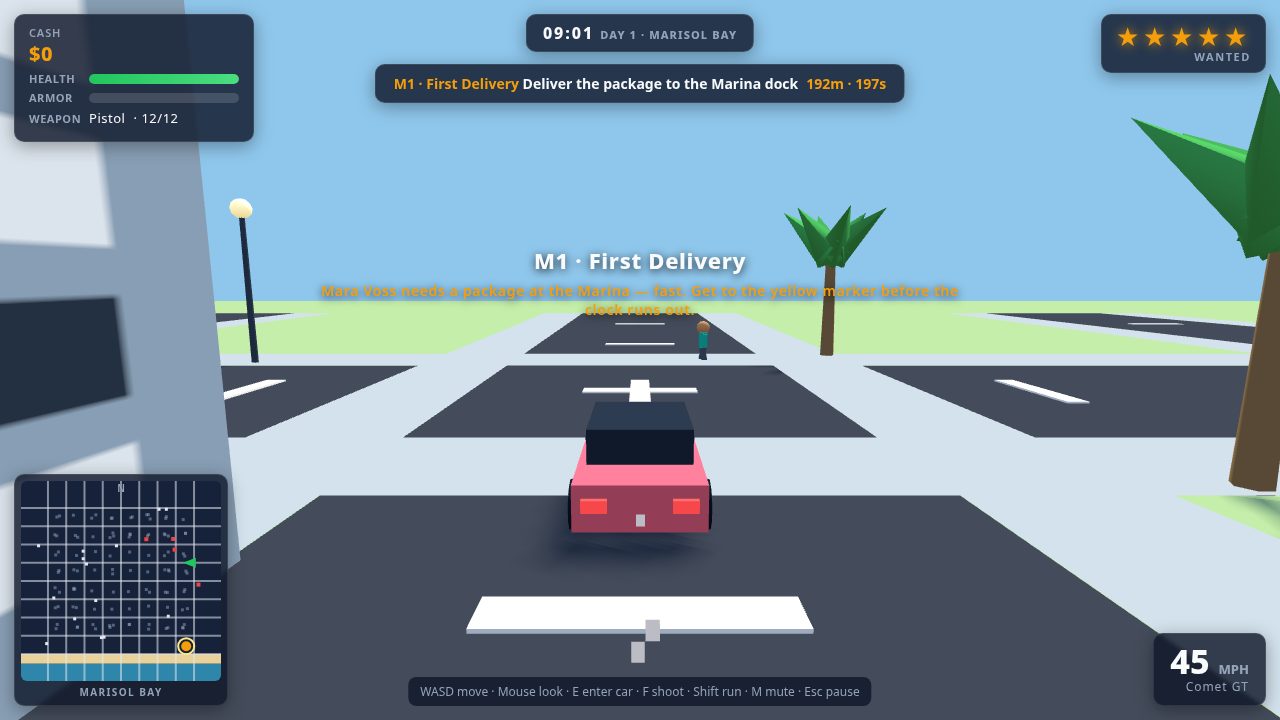 CASH
$0
HEALTH
ARMOR
WEAPON Pistol · 12/12
09:01 DAY 1 · MARISOL BAY
M1 · First Delivery Deliver the package to the Marina dock 192m · 197s
★★★★★
WANTED
M1 · First Delivery
Mara Voss needs a package at the Marina — fast. Get to the yellow marker before the
clock runs out.
N
MARISOL BAY
WASD move · Mouse look · E enter car · F shoot · Shift run · M mute · Esc pause
45 MPH
Comet GT